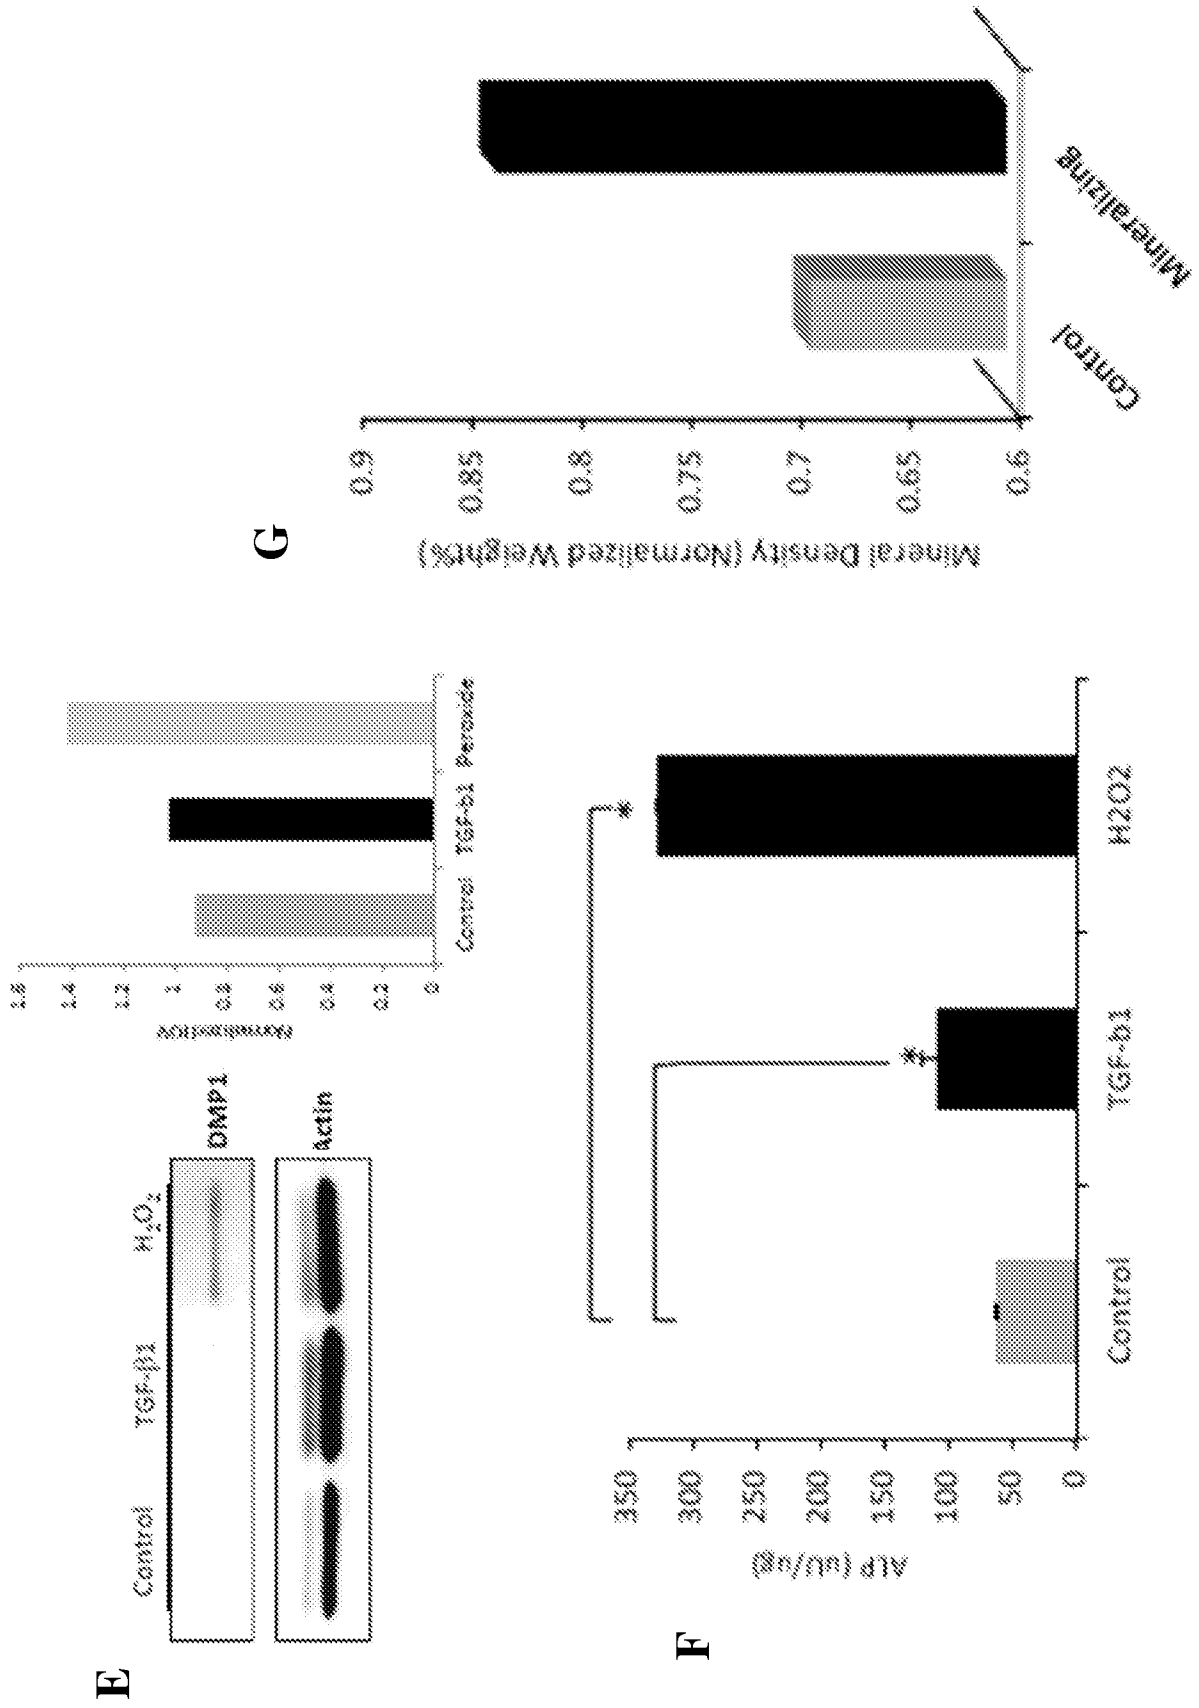 E
Control TGF-β1 H2O2
DMP1
Actin
Normalized IOV
1.6
1.4
1.2
1
0.8
0.6
0.4
0.2
0
Control TGF-b1 Peroxide
F
ALP (uU/ug)
350
300
250
200
150
100
50
0
*
*
Control TGF-b1 H2O2
G
Mineral Density (Normalized Weight%)
0.9
0.85
0.8
0.75
0.7
0.65
0.6
Control Mineralizing